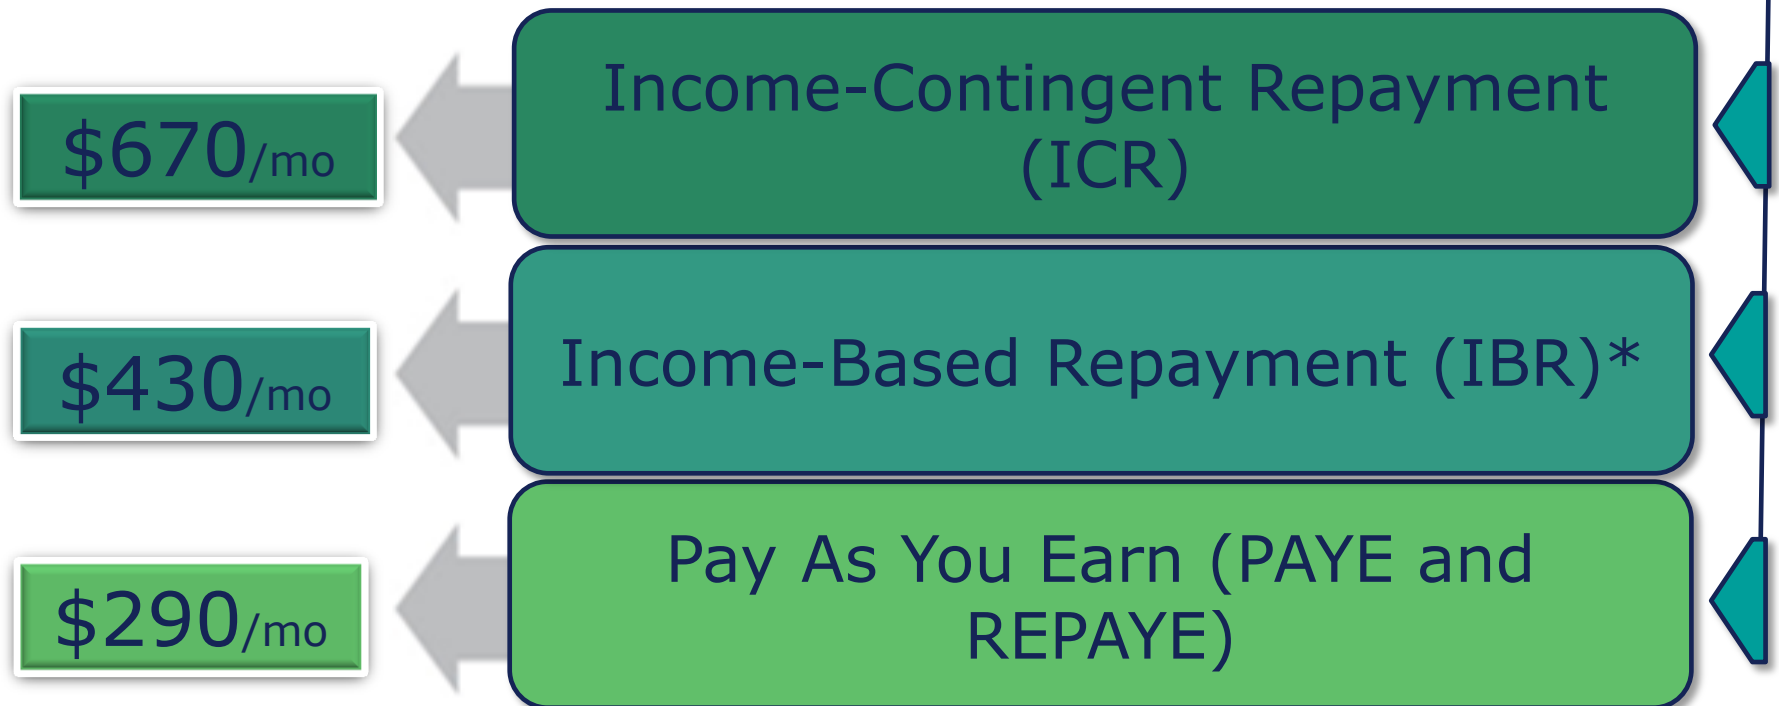 $670/mo
Income-Contingent Repayment
(ICR)
$430/mo
Income-Based Repayment (IBR)*
$290/mo
Pay As You Earn (PAYE and
REPAYE)